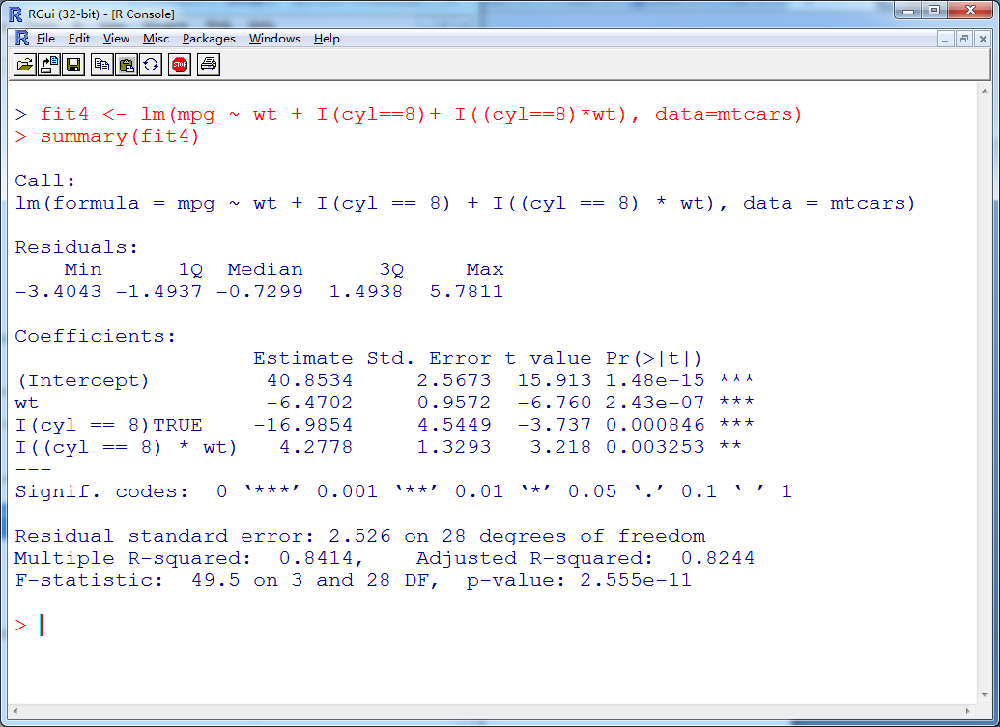 RGui (32-bit) - [R Console]
File Edit View Misc Packages Windows Help
STOP
> fit4 <- lm(mpg ~ wt + I(cyl==8)+ I((cyl==8)*wt), data=mtcars)
> summary(fit4)
Call:
lm(formula = mpg ~ wt + I(cyl == 8) + I((cyl == 8) * wt), data = mtcars)
Residuals:
    Min      1Q  Median      3Q     Max
-3.4043 -1.4937 -0.7299  1.4938  5.7811
Coefficients:
                   Estimate Std. Error t value Pr(>|t|)
(Intercept)         40.8534     2.5673  15.913 1.48e-15 ***
wt                  -6.4702     0.9572  -6.760 2.43e-07 ***
I(cyl == 8)TRUE    -16.9854     4.5449  -3.737 0.000846 ***
I((cyl == 8) * wt)   4.2778     1.3293   3.218 0.003253 **
---
Signif. codes:  0 ‘***’ 0.001 ‘**’ 0.01 ‘*’ 0.05 ‘.’ 0.1 ‘ ’ 1
Residual standard error: 2.526 on 28 degrees of freedom
Multiple R-squared:  0.8414,    Adjusted R-squared:  0.8244
F-statistic:  49.5 on 3 and 28 DF,  p-value: 2.555e-11
>